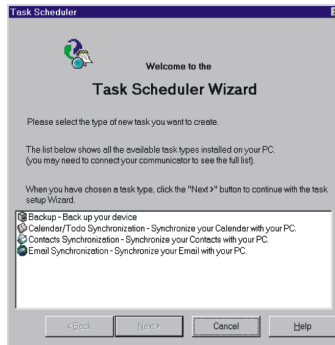 Task Scheduler
Welcome to the
Task Scheduler Wizard
Please select the type of new task you want to create.
The list below shows all the available task types installed on your PC.
(you may need to connect your communicator to see the full list).
When you have chosen a task type, click the "Next >" button to continue with the task
setup Wizard.
Backup - Back up your device
Calendar/Todo Synchronization - Synchronize your Calendar with your PC.
Contacts Synchronization - Synchronize your Contacts with your PC.
Email Synchronization - Synchronize your Email with your PC.
< Back Next > Cancel Help